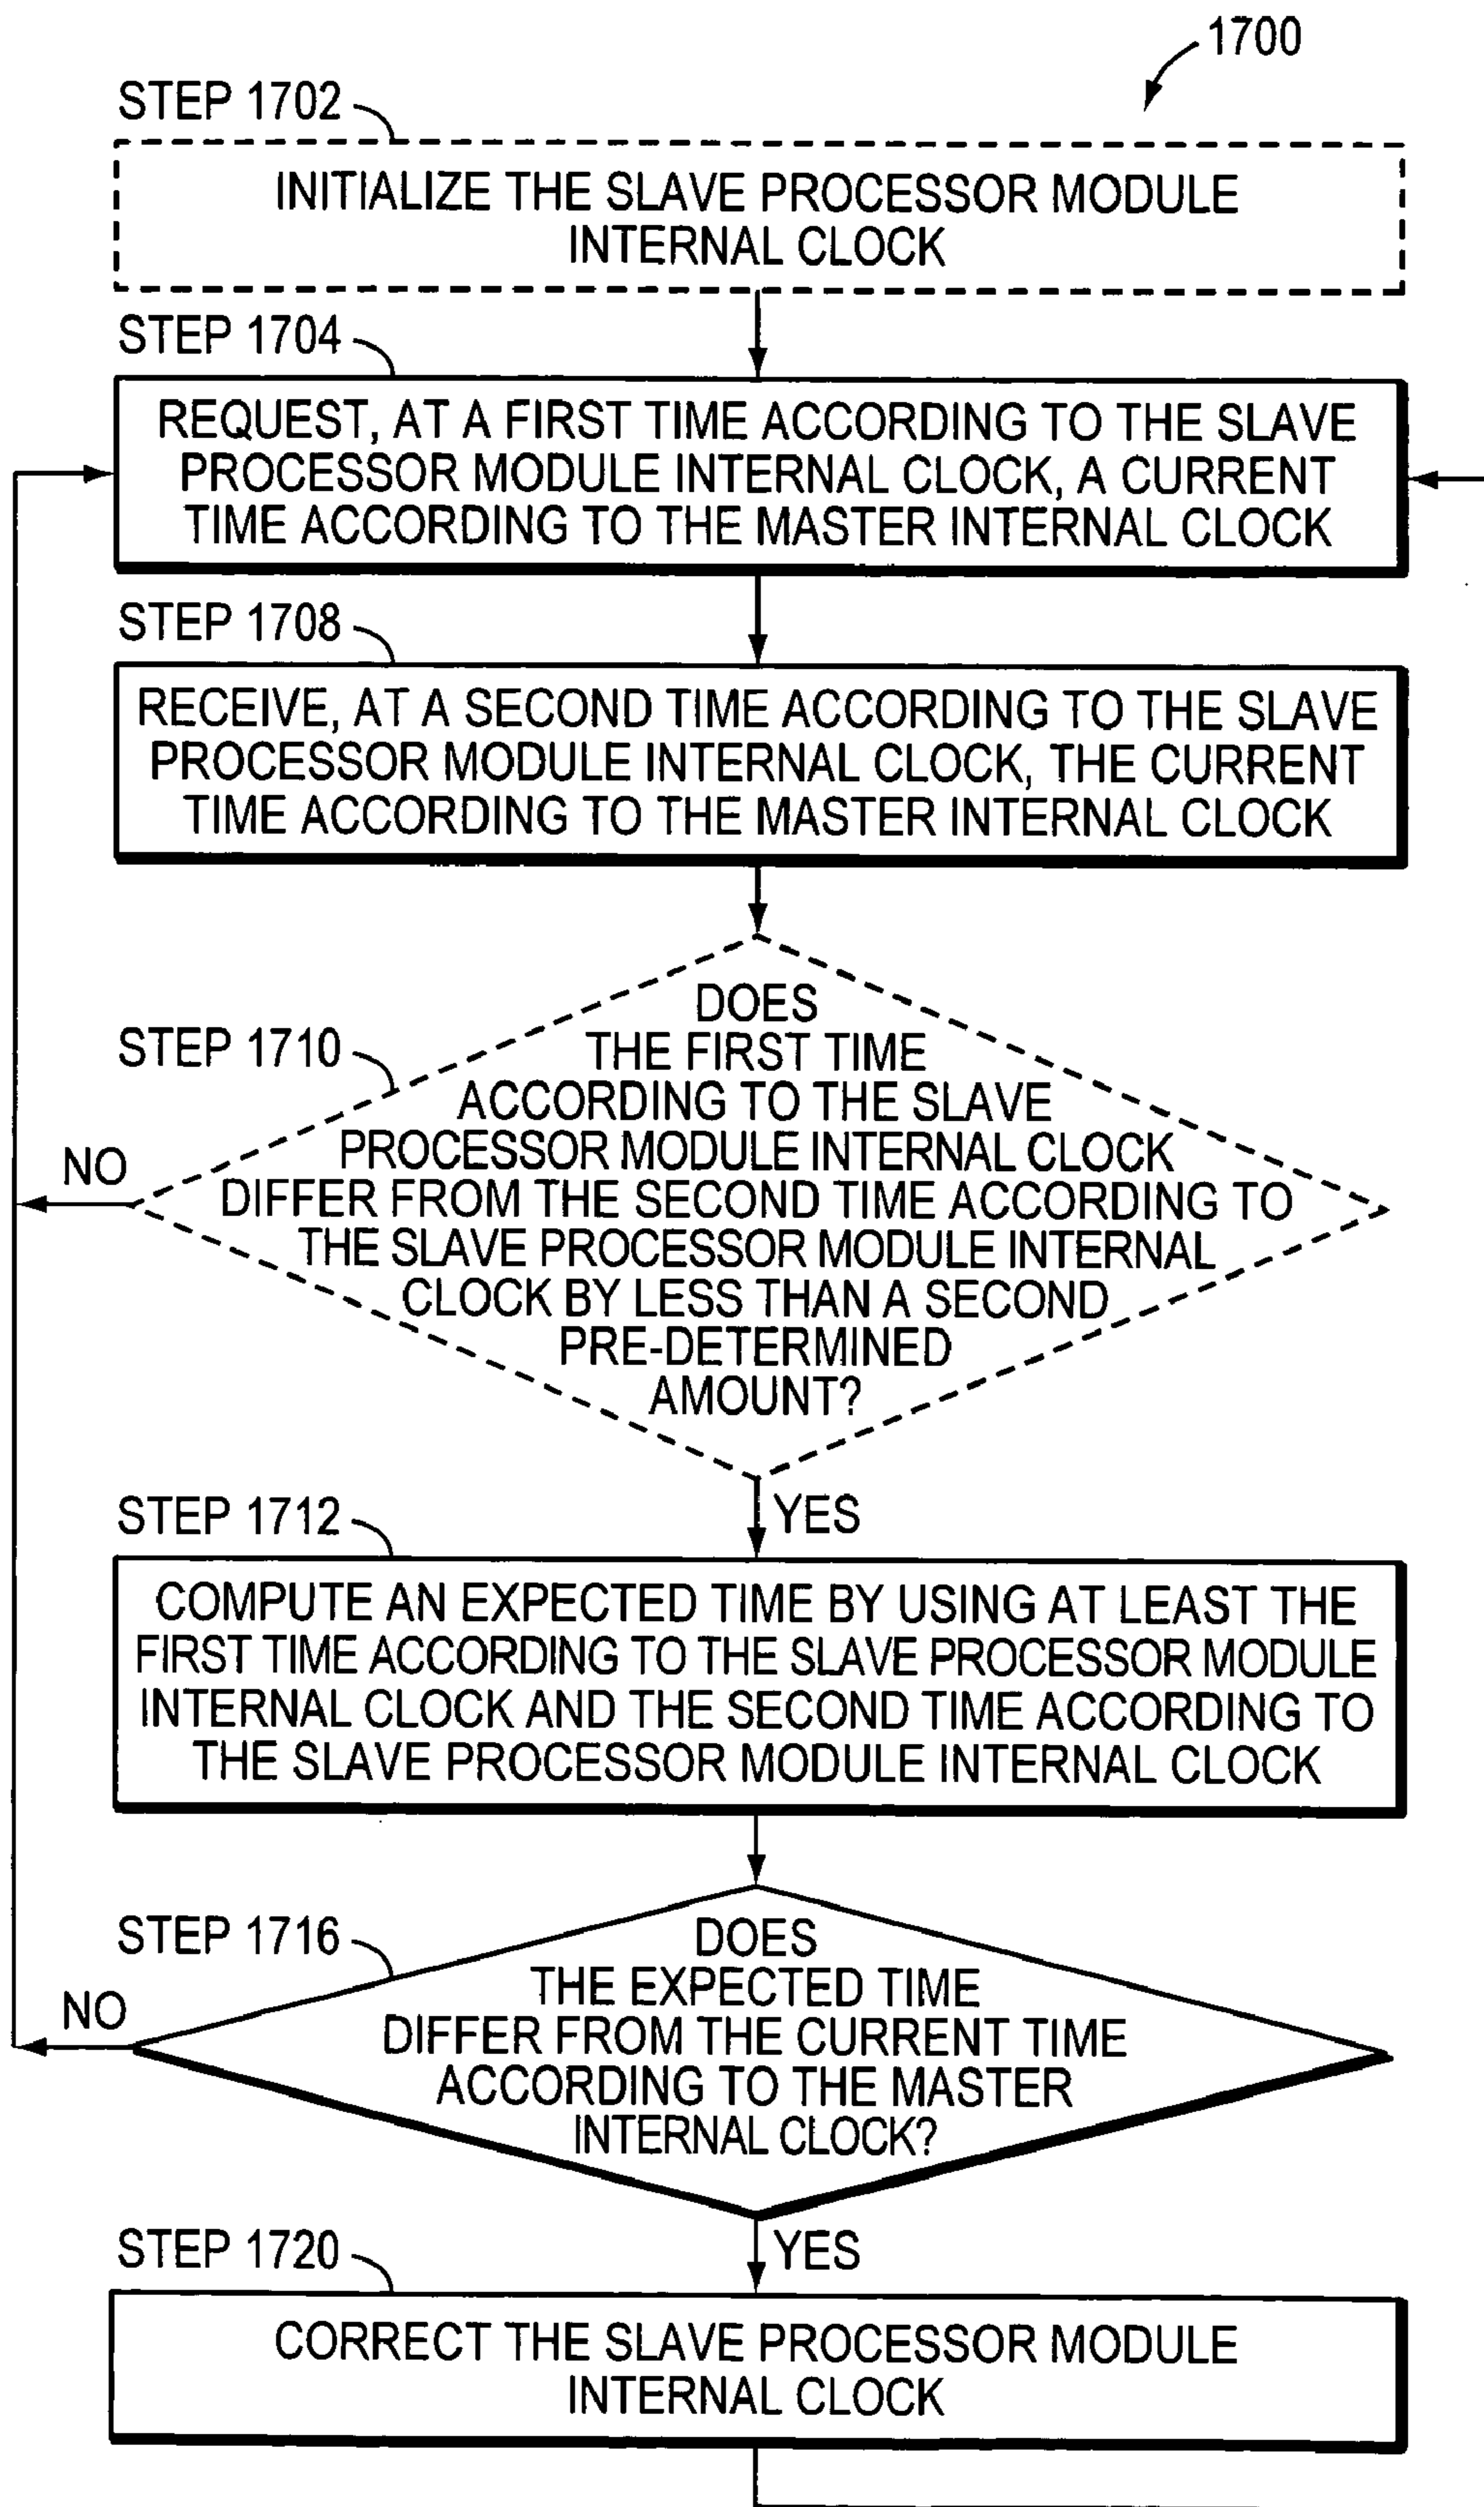 1700
STEP 1702
INITIALIZE THE SLAVE PROCESSOR MODULE
INTERNAL CLOCK
STEP 1704
REQUEST, AT A FIRST TIME ACCORDING TO THE SLAVE
PROCESSOR MODULE INTERNAL CLOCK, A CURRENT
TIME ACCORDING TO THE MASTER INTERNAL CLOCK
STEP 1708
RECEIVE, AT A SECOND TIME ACCORDING TO THE SLAVE
PROCESSOR MODULE INTERNAL CLOCK, THE CURRENT
TIME ACCORDING TO THE MASTER INTERNAL CLOCK
STEP 1710
DOES
THE FIRST TIME
ACCORDING TO THE SLAVE
PROCESSOR MODULE INTERNAL CLOCK
DIFFER FROM THE SECOND TIME ACCORDING TO
THE SLAVE PROCESSOR MODULE INTERNAL
CLOCK BY LESS THAN A SECOND
PRE-DETERMINED
AMOUNT?
NO
YES
STEP 1712
COMPUTE AN EXPECTED TIME BY USING AT LEAST THE
FIRST TIME ACCORDING TO THE SLAVE PROCESSOR MODULE
INTERNAL CLOCK AND THE SECOND TIME ACCORDING TO
THE SLAVE PROCESSOR MODULE INTERNAL CLOCK
STEP 1716
DOES
THE EXPECTED TIME
DIFFER FROM THE CURRENT TIME
ACCORDING TO THE MASTER
INTERNAL CLOCK?
NO
YES
STEP 1720
CORRECT THE SLAVE PROCESSOR MODULE
INTERNAL CLOCK